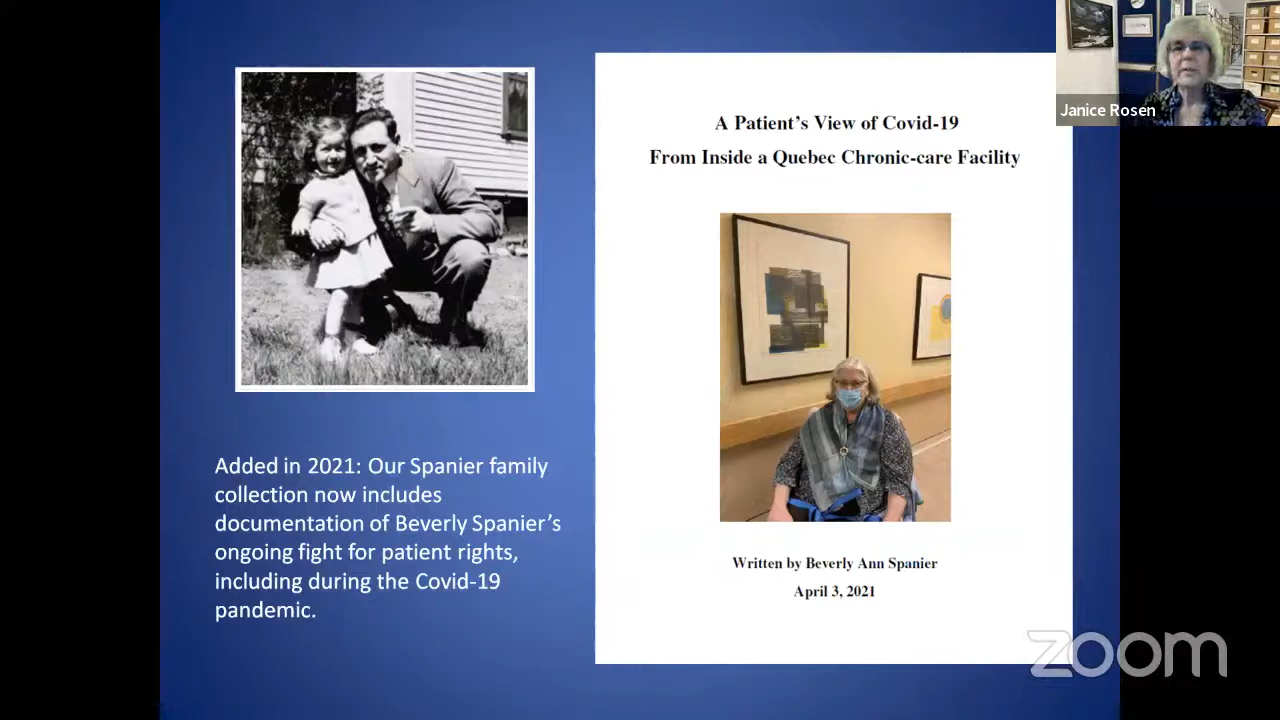 Janice Rosen
A Patient's View of Covid-19
From Inside a Quebec Chronic-care Facility
Added in 2021: Our Spanier family
collection now includes
documentation of Beverly Spanier's
ongoing fight for patient rights,
including during the Covid-19
pandemic.
Written by Beverly Ann Spanier
April 3, 2021
zoom